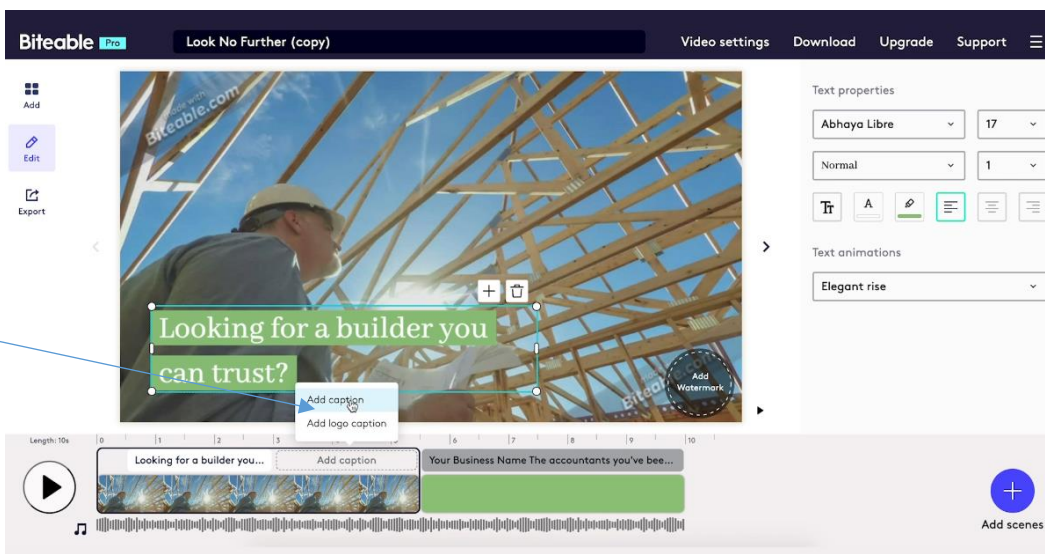 Biteable Pro
Look No Further (copy)
Video settings
Download
Upgrade
Support
Add
Edit
Export
made with
Biteable.com
Looking for a builder you
can trust?
Add
Watermark
Text properties
Abhaya Libre
17
Normal
1
Tr
A
Text animations
Elegant rise
Add caption
Add logo caption
Length: 10s
0 1 2 3 6 7 8 9 10
Looking for a builder you...
Add caption
Your Business Name The accountants you've bee...
Add scenes